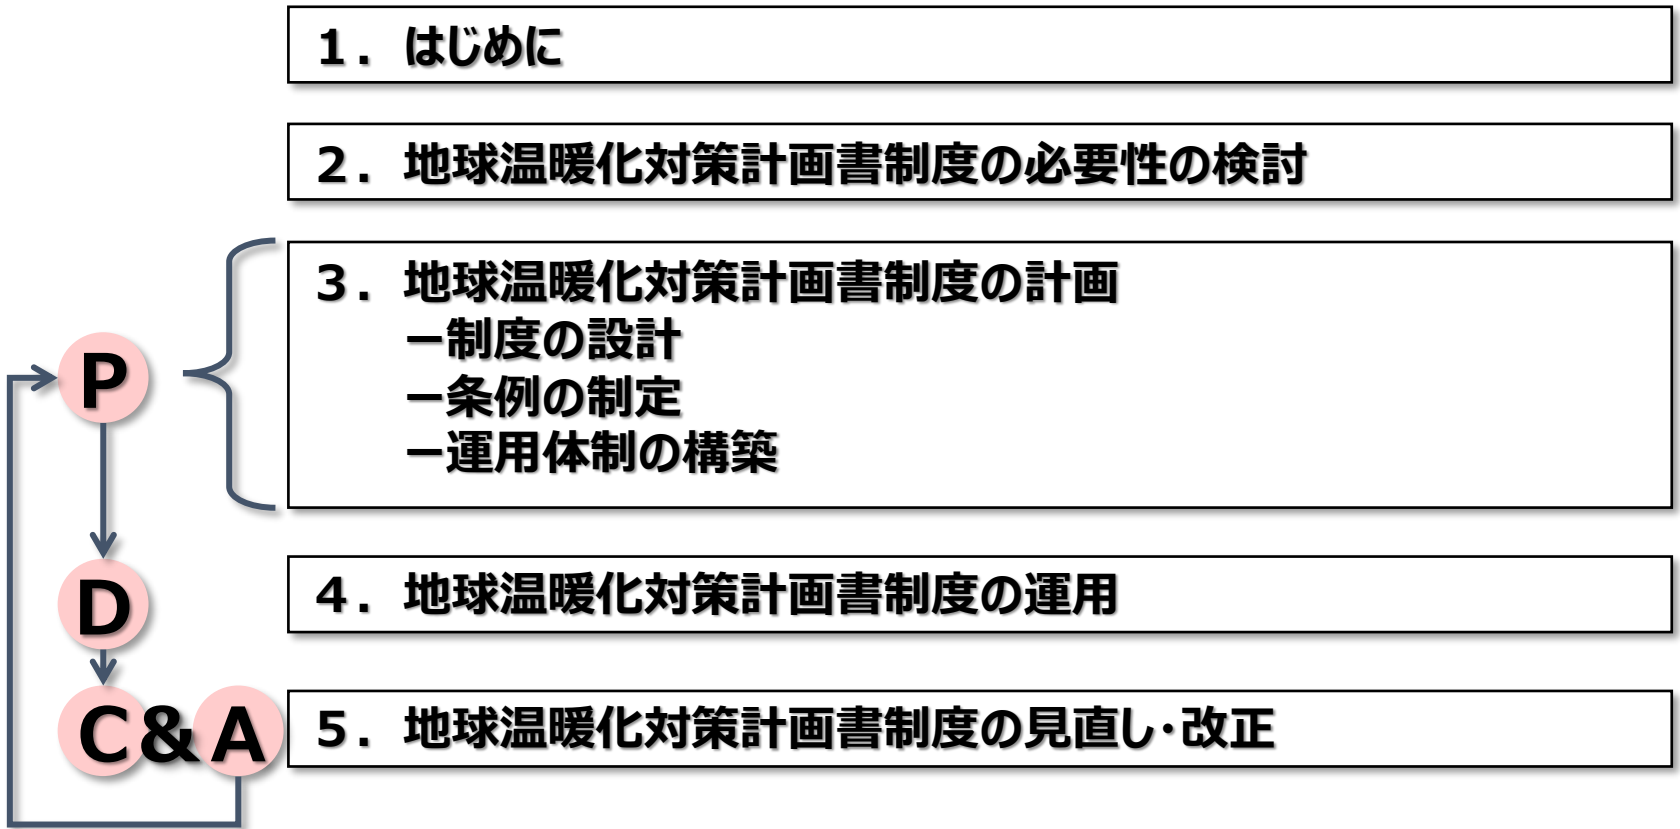 １．はじめに
２．地球温暖化対策計画書制度の必要性の検討
３．地球温暖化対策計画書制度の計画
－制度の設計
－条例の制定
－運用体制の構築
P
D
４．地球温暖化対策計画書制度の運用
C&A
５．地球温暖化対策計画書制度の見直し・改正